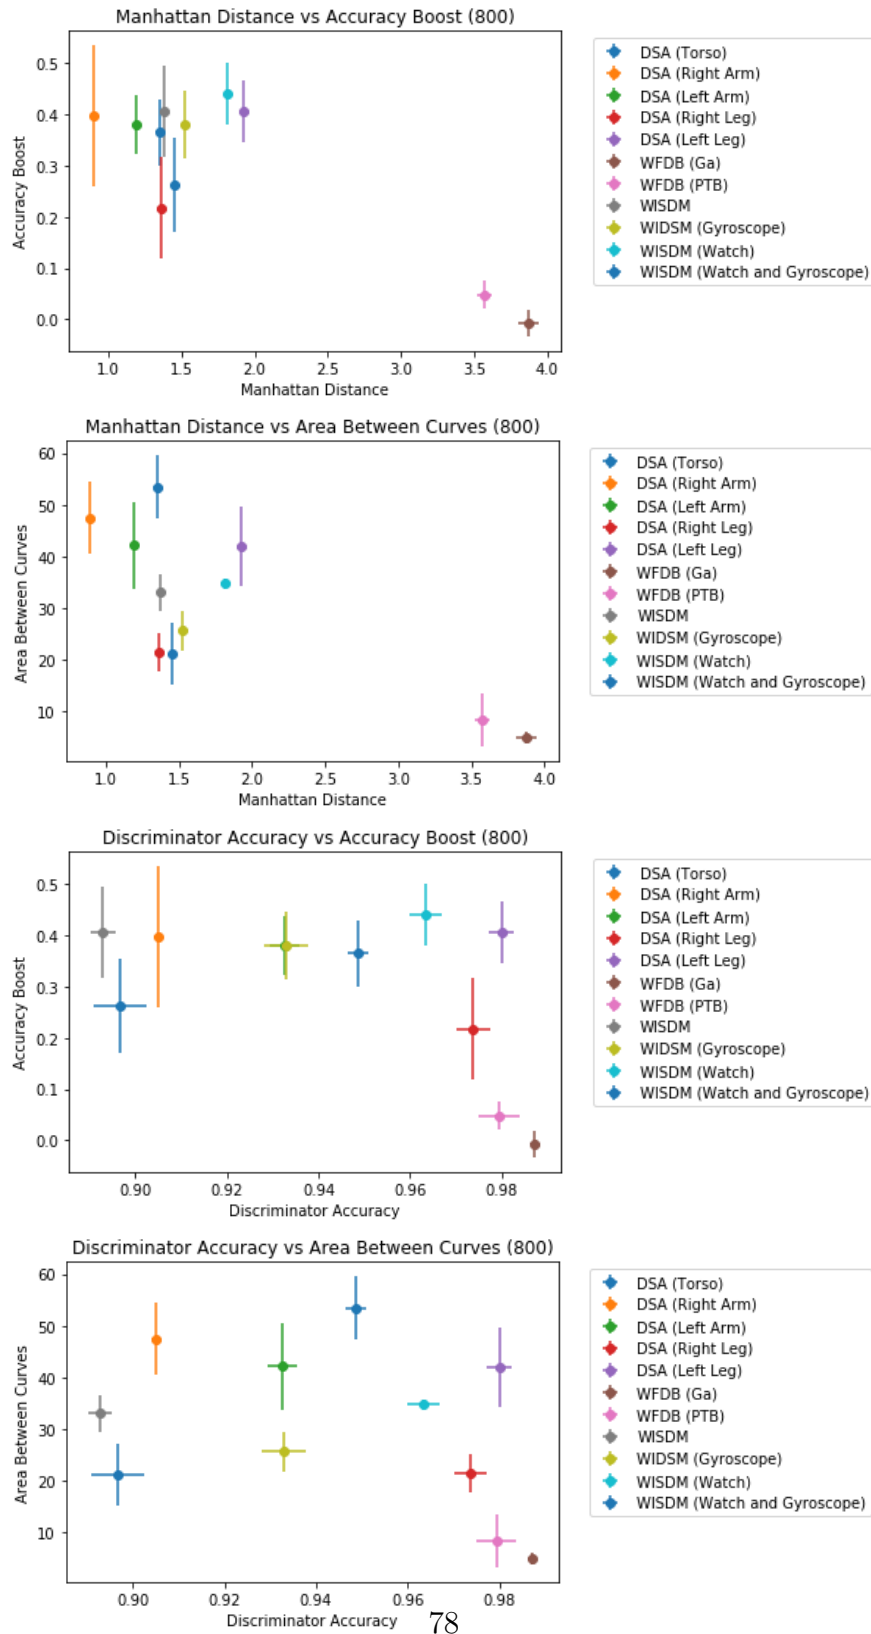 Manhattan Distance vs Accuracy Boost (800)
0.5
0.4
0.3
0.2
0.1
0.0
Accuracy Boost
1.0 1.5 2.0 2.5 3.0 3.5 4.0
Manhattan Distance
DSA (Torso)
DSA (Right Arm)
DSA (Left Arm)
DSA (Right Leg)
DSA (Left Leg)
WFDB (Ga)
WFDB (PTB)
WISDM
WIDSM (Gyroscope)
WISDM (Watch)
WISDM (Watch and Gyroscope)
Manhattan Distance vs Area Between Curves (800)
60
50
40
30
20
10
Area Between Curves
1.0 1.5 2.0 2.5 3.0 3.5 4.0
Manhattan Distance
DSA (Torso)
DSA (Right Arm)
DSA (Left Arm)
DSA (Right Leg)
DSA (Left Leg)
WFDB (Ga)
WFDB (PTB)
WISDM
WIDSM (Gyroscope)
WISDM (Watch)
WISDM (Watch and Gyroscope)
Discriminator Accuracy vs Accuracy Boost (800)
0.5
0.4
0.3
0.2
0.1
0.0
Accuracy Boost
0.90 0.92 0.94 0.96 0.98
Discriminator Accuracy
DSA (Torso)
DSA (Right Arm)
DSA (Left Arm)
DSA (Right Leg)
DSA (Left Leg)
WFDB (Ga)
WFDB (PTB)
WISDM
WIDSM (Gyroscope)
WISDM (Watch)
WISDM (Watch and Gyroscope)
Discriminator Accuracy vs Area Between Curves (800)
60
50
40
30
20
10
Area Between Curves
0.90 0.92 0.94 0.96 0.98
Discriminator Accuracy
DSA (Torso)
DSA (Right Arm)
DSA (Left Arm)
DSA (Right Leg)
DSA (Left Leg)
WFDB (Ga)
WFDB (PTB)
WISDM
WIDSM (Gyroscope)
WISDM (Watch)
WISDM (Watch and Gyroscope)
78